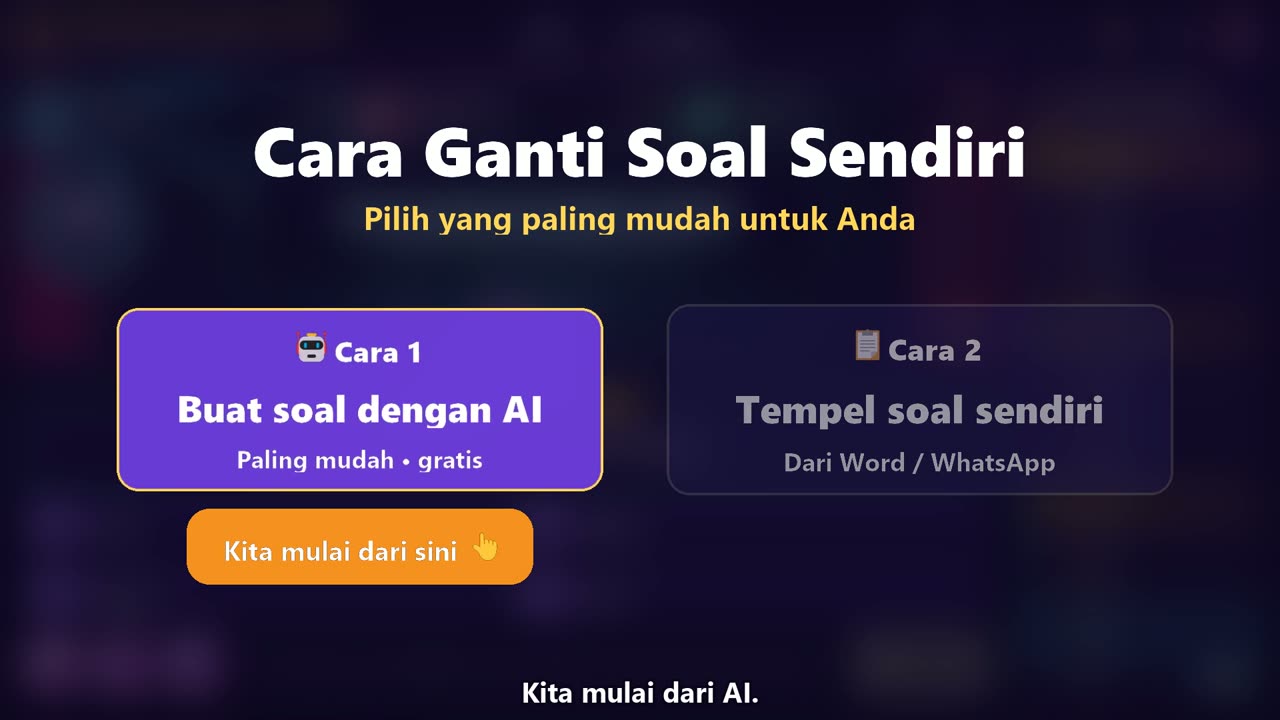 Cara Ganti Soal Sendiri
Pilih yang paling mudah untuk Anda
Cara 1
Buat soal dengan AI
Paling mudah • gratis
Kita mulai dari sini
Cara 2
Tempel soal sendiri
Dari Word / WhatsApp
Kita mulai dari AI.